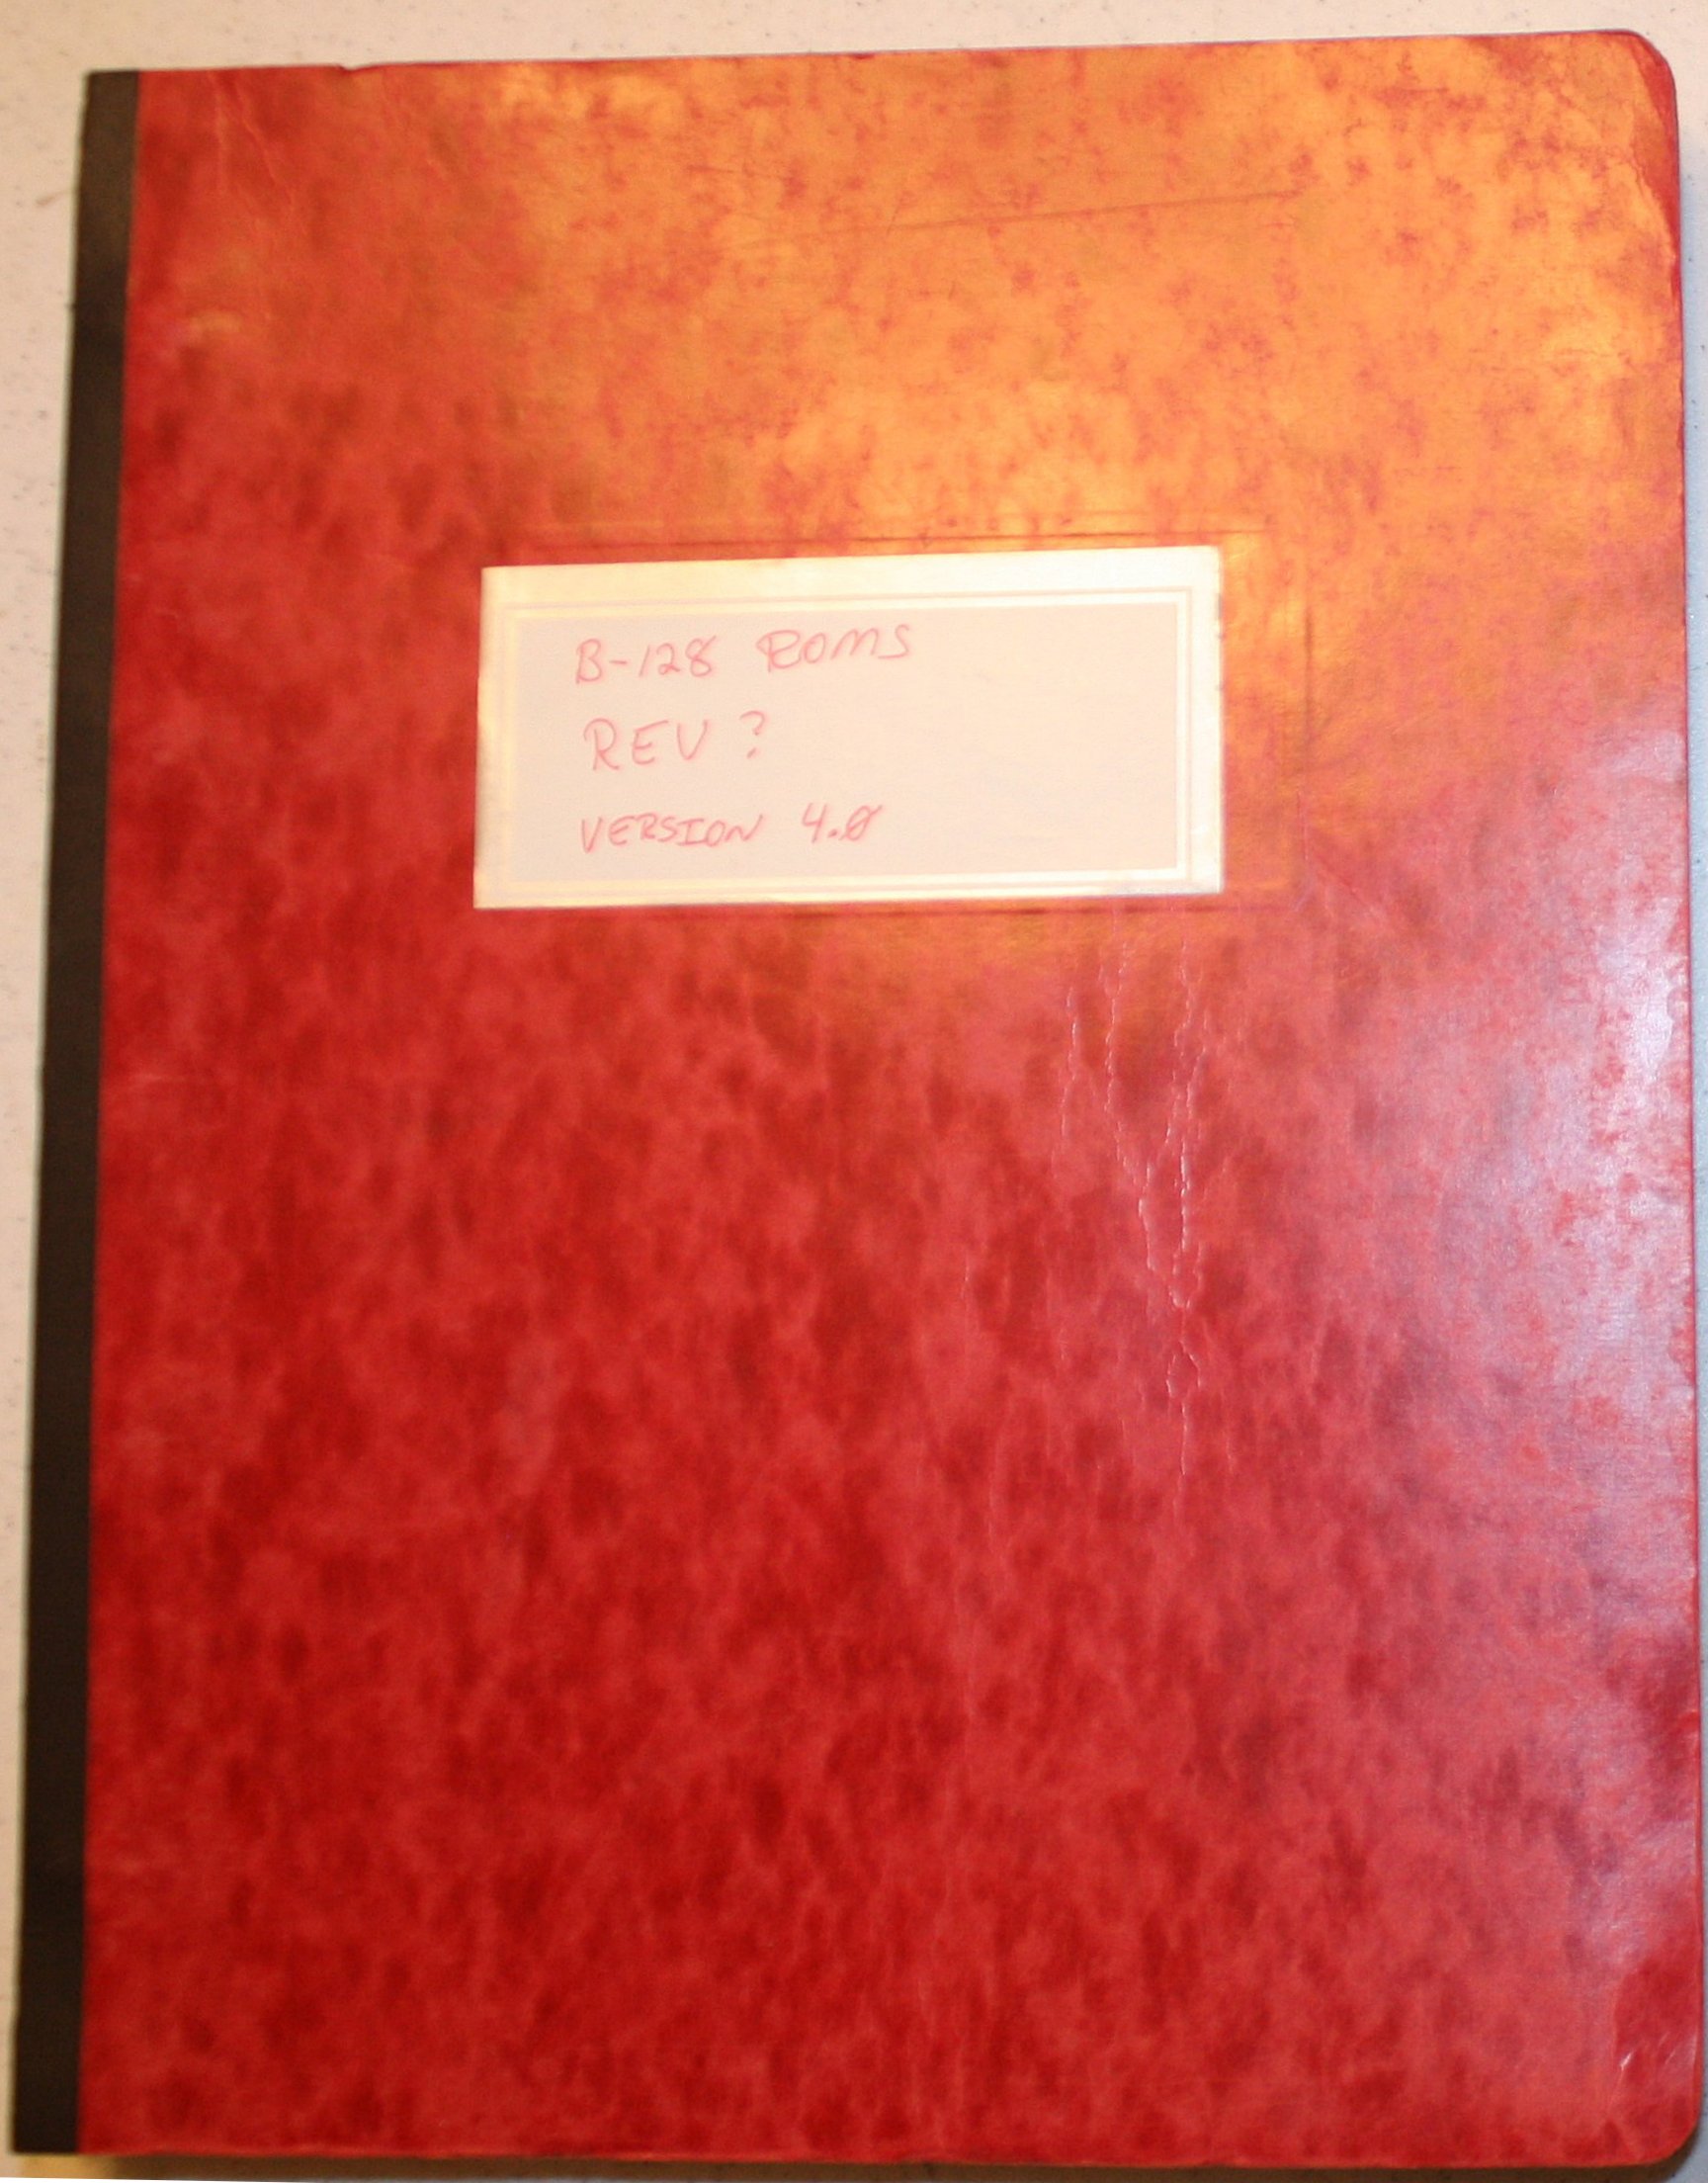 B-128 ROMS
REV ?
VERSION 4.0